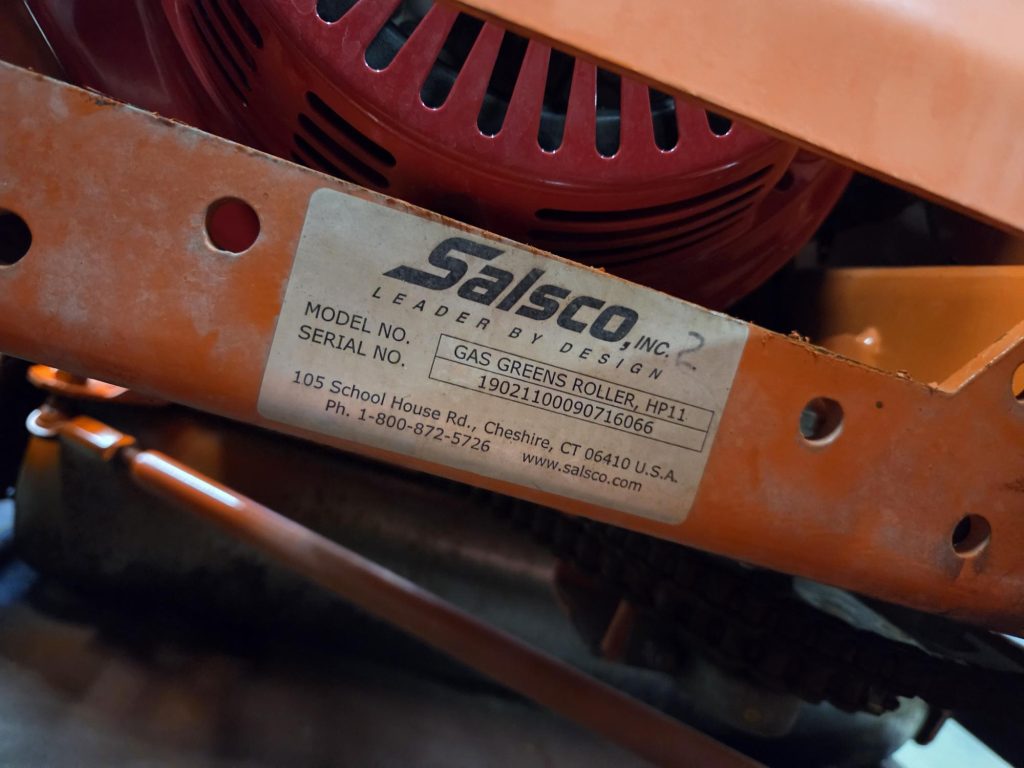 Salsco, INC. 2
LEADER BY DESIGN
MODEL NO. GAS GREENS ROLLER, HP11
SERIAL NO. 19021100090716066
105 School House Rd., Cheshire, CT 06410 U.S.A.
Ph. 1-800-872-5726 www.salsco.com